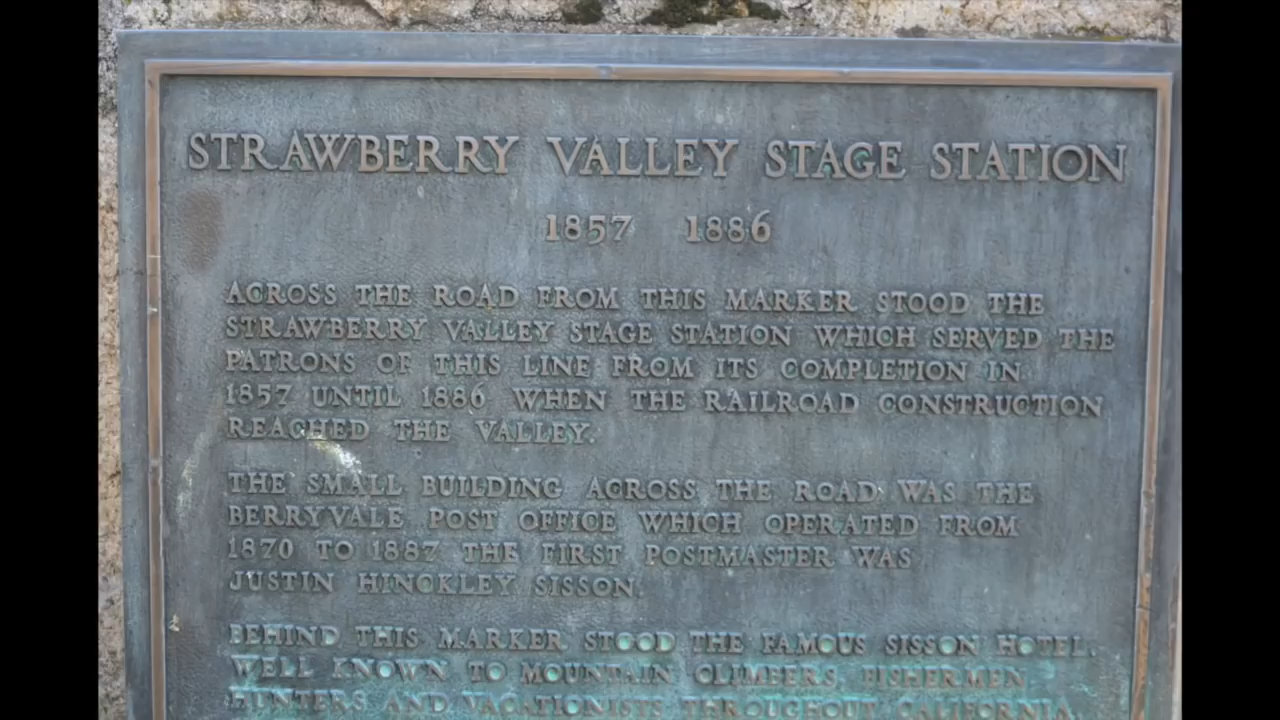 STRAWBERRY VALLEY STAGE STATION
1857 1886
ACROSS THE ROAD FROM THIS MARKER STOOD THE
STRAWBERRY VALLEY STAGE STATION WHICH SERVED THE
PATRONS OF THIS LINE FROM ITS COMPLETION IN
1857 UNTIL 1886 WHEN THE RAILROAD CONSTRUCTION
REACHED THE VALLEY.
THE SMALL BUILDING ACROSS THE ROAD WAS THE
BERRYVALE POST OFFICE WHICH OPERATED FROM
1870 TO 1887 THE FIRST POSTMASTER WAS
JUSTIN HINCKLEY SISSON.
BEHIND THIS MARKER STOOD THE FAMOUS SISSON HOTEL.
WELL KNOWN TO MOUNTAIN CLIMBERS, FISHERMEN
HUNTERS AND VACATIONISTS THROUGHOUT CALIFORNIA.